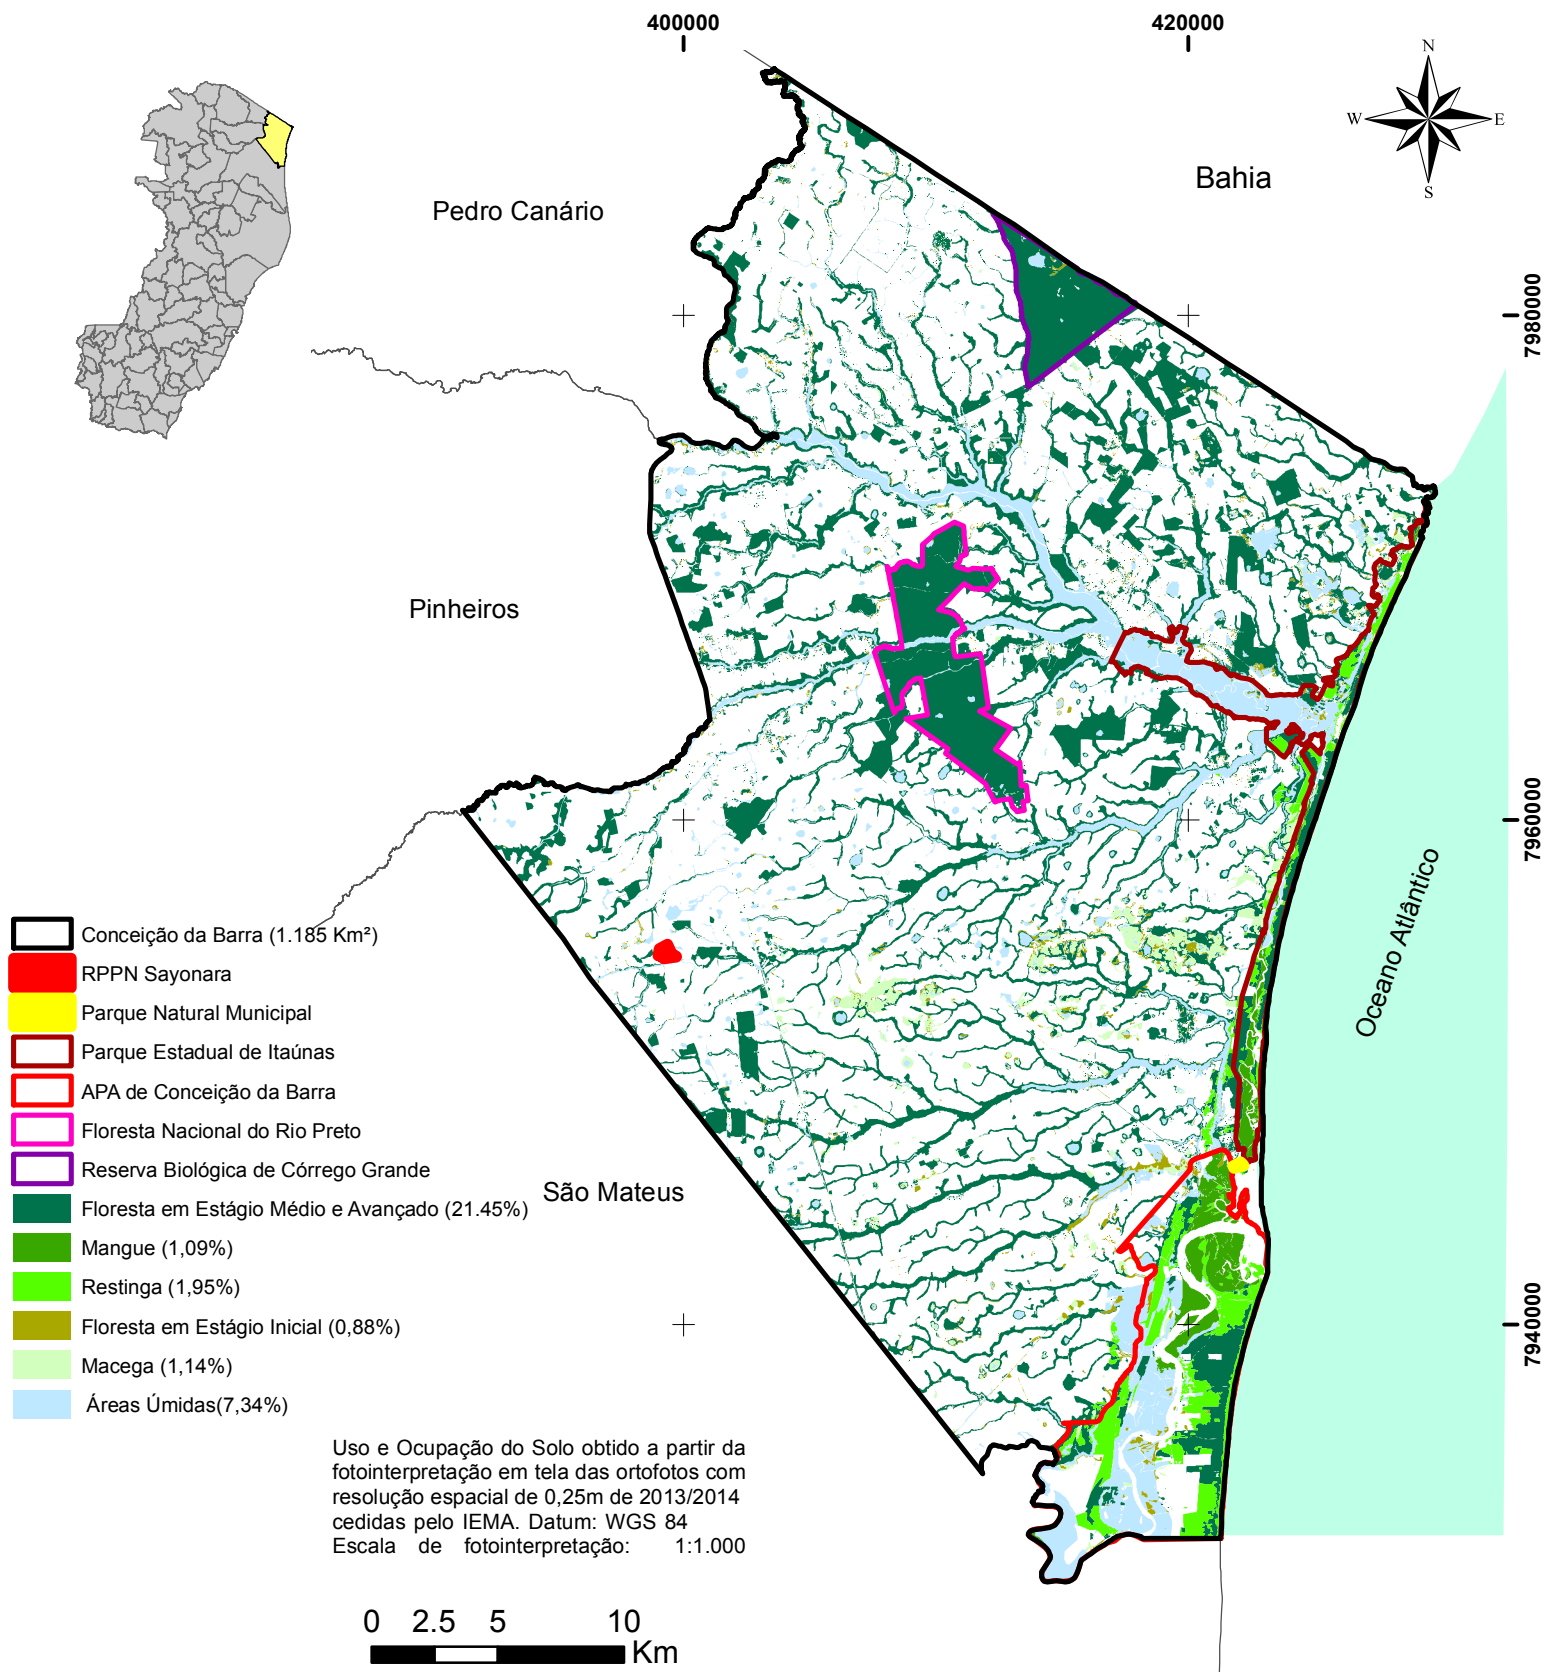 400000
420000
N
W
E
S
Bahia
Pedro Canário
7980000
Pinheiros
7960000
Oceano Atlântico
Conceição da Barra (1.185 Km²)
RPPN Sayonara
Parque Natural Municipal
Parque Estadual de Itaúnas
APA de Conceição da Barra
Floresta Nacional do Rio Preto
Reserva Biológica de Córrego Grande
Floresta em Estágio Médio e Avançado (21.45%)
Mangue (1,09%)
Restinga (1,95%)
Floresta em Estágio Inicial (0,88%)
Macega (1,14%)
Áreas Úmidas(7,34%)
São Mateus
7940000
Uso e Ocupação do Solo obtido a partir da
fotointerpretação em tela das ortofotos com
resolução espacial de 0,25m de 2013/2014
cedidas pelo IEMA. Datum: WGS 84
Escala de fotointerpretação: 1:1.000
0 2.5 5 10
Km